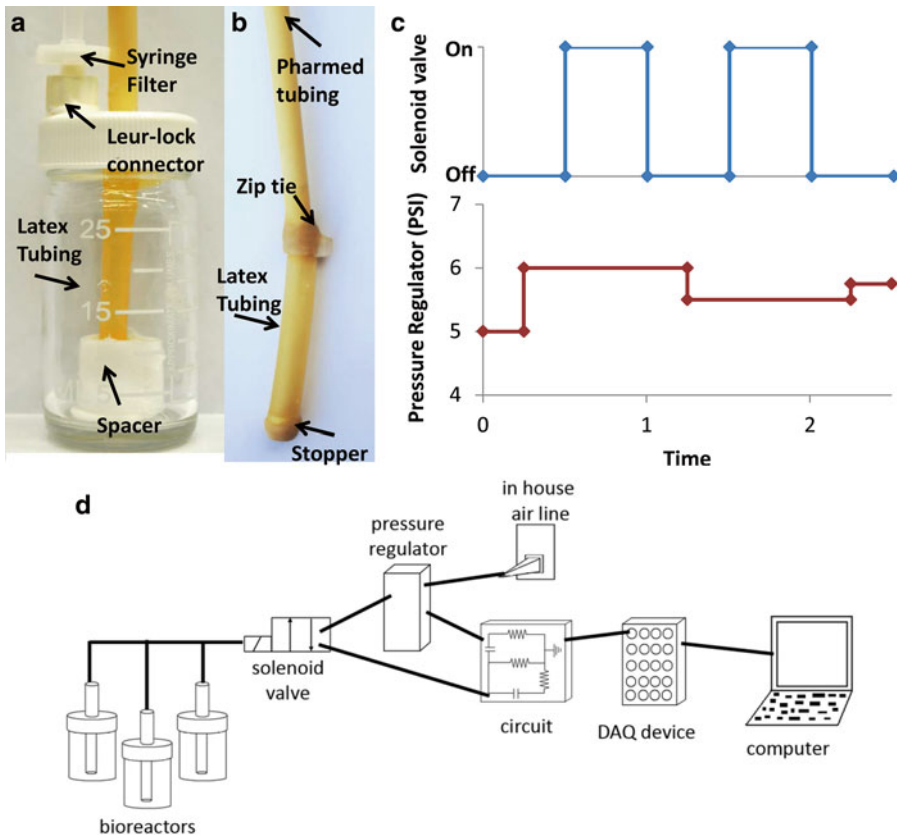 a
Syringe
Filter
Leur-lock
connector
Latex
Tubing
25
15
Spacer
b
Pharmed
tubing
Zip tie
Latex
Tubing
Stopper
c
On
Off
Solenoid valve
7
6
5
4
Pressure Regulator (PSI)
0 1 2
Time
d
in house
air line
pressure
regulator
solenoid
valve
circuit
DAQ device
computer
bioreactors